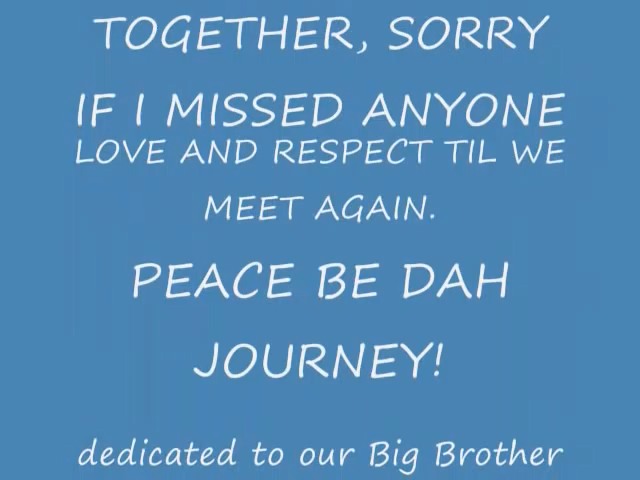 TOGETHER, SORRY
IF I MISSED ANYONE
LOVE AND RESPECT TIL WE
MEET AGAIN.
PEACE BE DAH
JOURNEY!
dedicated to our Big Brother